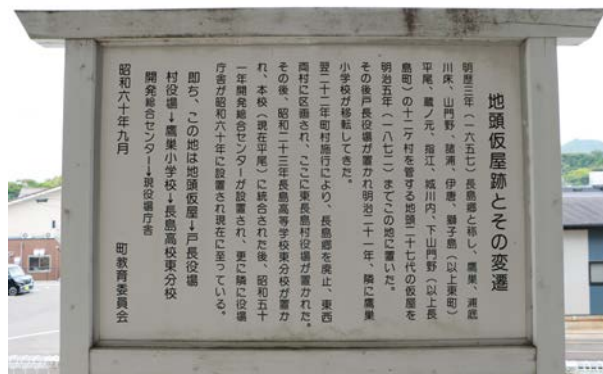 地頭仮屋跡とその変遷
明歴三年(一六五七)長島郷と称し、鷹巣、浦底
川床、山門野、諸浦、伊唐、獅子島(以上東町)
平尾、蔵ノ元、指江、城川内、下山門野(以上長
島町)の十二ヶ村を管する地頭二十七代の仮屋を
明治五年(一八七二)までこの地に置いた。
その後戸長役場が置かれ明治二十一年、隣に鷹巣
小学校が移転してきた。
翌二十二年町村施行により、長島郷を廃止、東西
両村に区画され、ここに東長島村役場が置かれた。
その後、昭和二十三年長島高等学校東分校が置か
れ、本校(現在平尾)に統合された後、昭和五十
一年開発総合センターが設置され、更に隣に役場
庁舎が昭和六十年に設置され現在に至っている。
即ち、この地は地頭仮屋→戸長役場
村役場→鷹巣小学校→長島高校東分校
開発総合センター→現役場庁舎
昭和六十年九月　町教育委員会